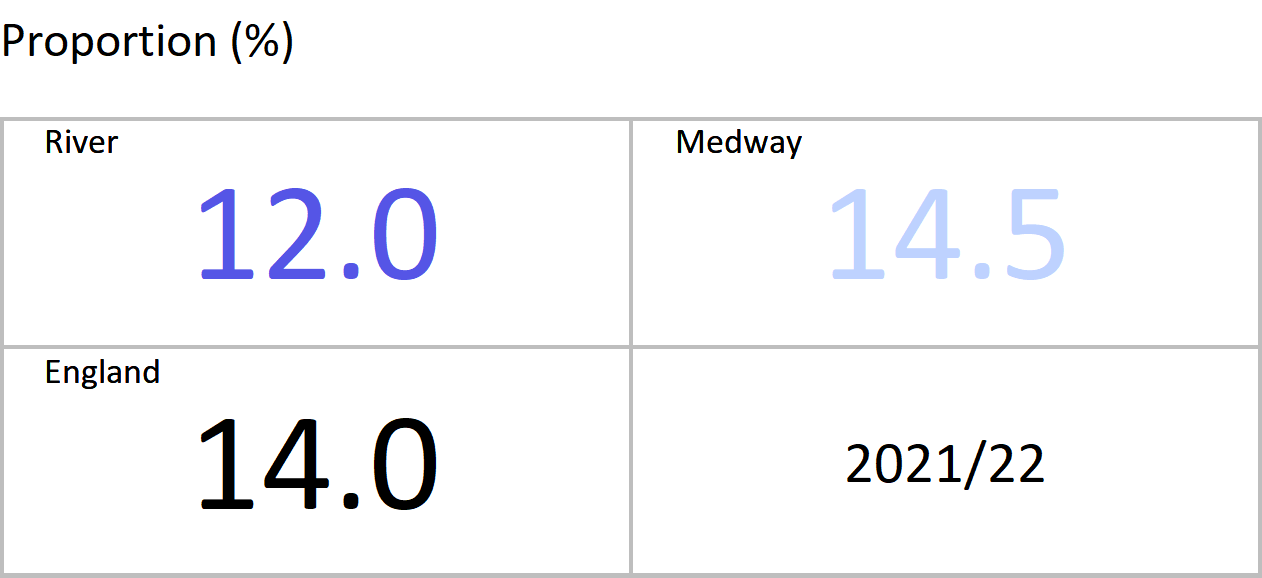 Proportion (%)
River
12.0
Medway
14.5
England
14.0
2021/22